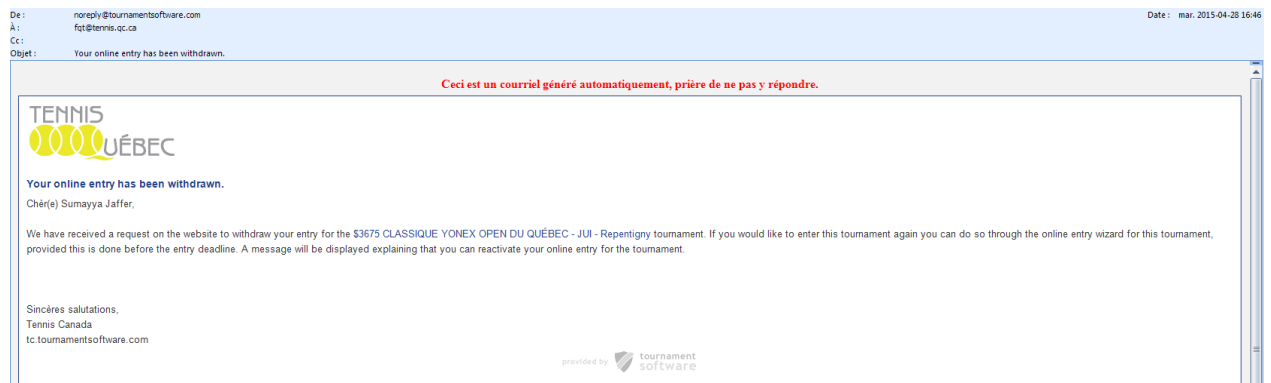 De : noreply@tournamentsoftware.com Date : mar. 2015-04-28 16:46
À : fqt@tennis.qc.ca
Cc :
Objet : Your online entry has been withdrawn.
Ceci est un courriel généré automatiquement, prière de ne pas y répondre.
TENNIS
QUÉBEC
Your online entry has been withdrawn.
Chér(e) Sumayya Jaffer,
We have received a request on the website to withdraw your entry for the $3675 CLASSIQUE YONEX OPEN DU QUÉBEC - JUI - Repentigny tournament. If you would like to enter this tournament again you can do so through the online entry wizard for this tournament,
provided this is done before the entry deadline. A message will be displayed explaining that you can reactivate your online entry for the tournament.
Sincères salutations,
Tennis Canada
tc.tournamentsoftware.com
provided by tournament
software